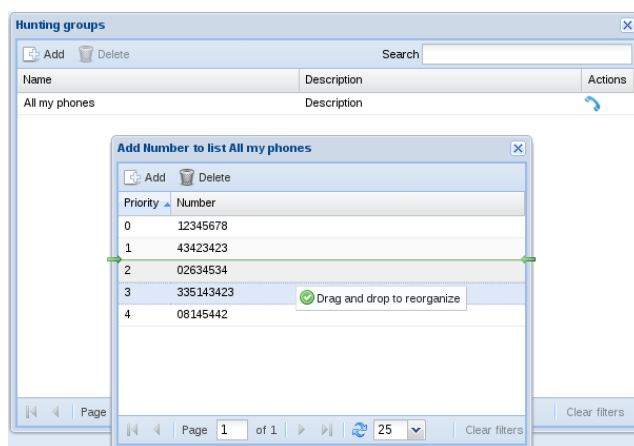 Hunting groups
Add Delete Search
Name Description Actions
All my phones Description
Add Number to list All my phones
Add Delete
Priority Number
0 12345678
1 43423423
2 02634534
3 335143423
Drag and drop to reorganize
4 08145442
Page Clear filters
Page 1 of 1 25 Clear filters